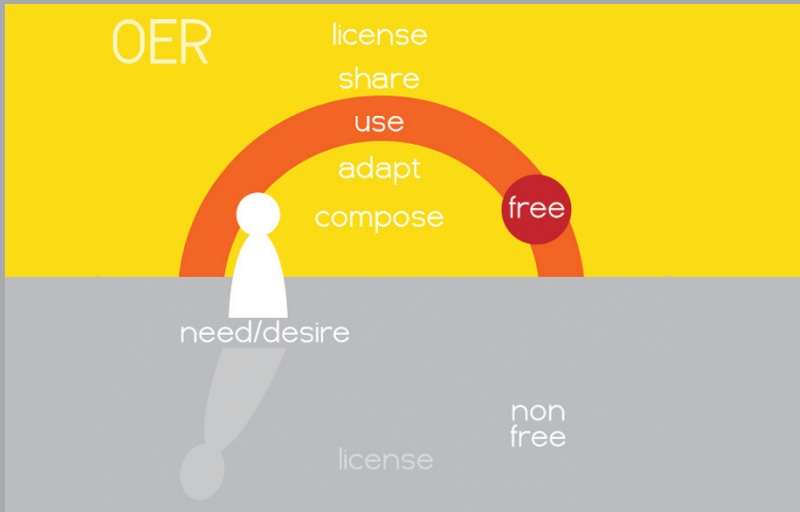 OER
license
share
use
adapt
compose
free
need/desire
non
free
license